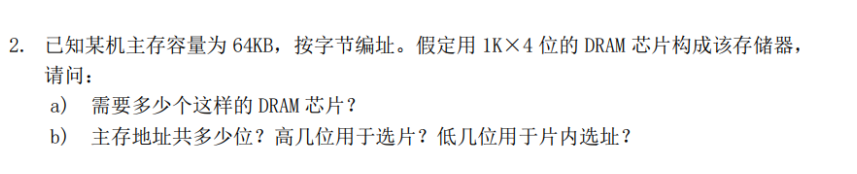 2. 已知某机主存容量为 64KB，按字节编址。假定用 1K×4 位的 DRAM 芯片构成该存储器，
请问：
a) 需要多少个这样的 DRAM 芯片？
b) 主存地址共多少位？高几位用于选片？低几位用于片内选址？